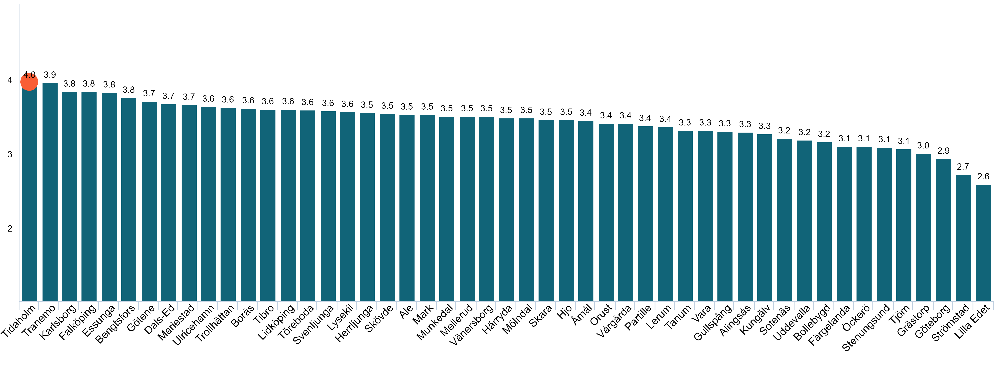 4
3
2
4.0 3.9 3.8 3.8 3.8 3.8 3.7 3.7 3.7 3.6 3.6 3.6 3.6 3.6 3.6 3.6 3.6 3.5 3.5 3.5 3.5 3.5 3.5 3.5 3.5 3.5 3.5 3.5 3.4 3.4 3.4 3.4 3.4 3.3 3.3 3.3 3.3 3.3 3.2 3.2 3.2 3.1 3.1 3.1 3.1 3.0 2.9 2.7 2.6
Tidaholm
Tranemo
Karlsborg
Falköping
Essunga
Bengtsfors
Götene
Dals-Ed
Mariestad
Ulricehamn
Trollhättan
Borås
Tibro
Lidköping
Töreboda
Svenljunga
Lysekil
Herrljunga
Skövde
Ale
Mark
Munkedal
Mellerud
Vänersborg
Härryda
Mölndal
Skara
Hjo
Åmål
Orust
Vårgårda
Partille
Lerum
Tanum
Vara
Gullspång
Alingsås
Kungälv
Sotenäs
Uddevalla
Bollebygd
Färgelanda
Öckerö
Stenungsund
Tjörn
Grästorp
Göteborg
Strömstad
Lilla Edet